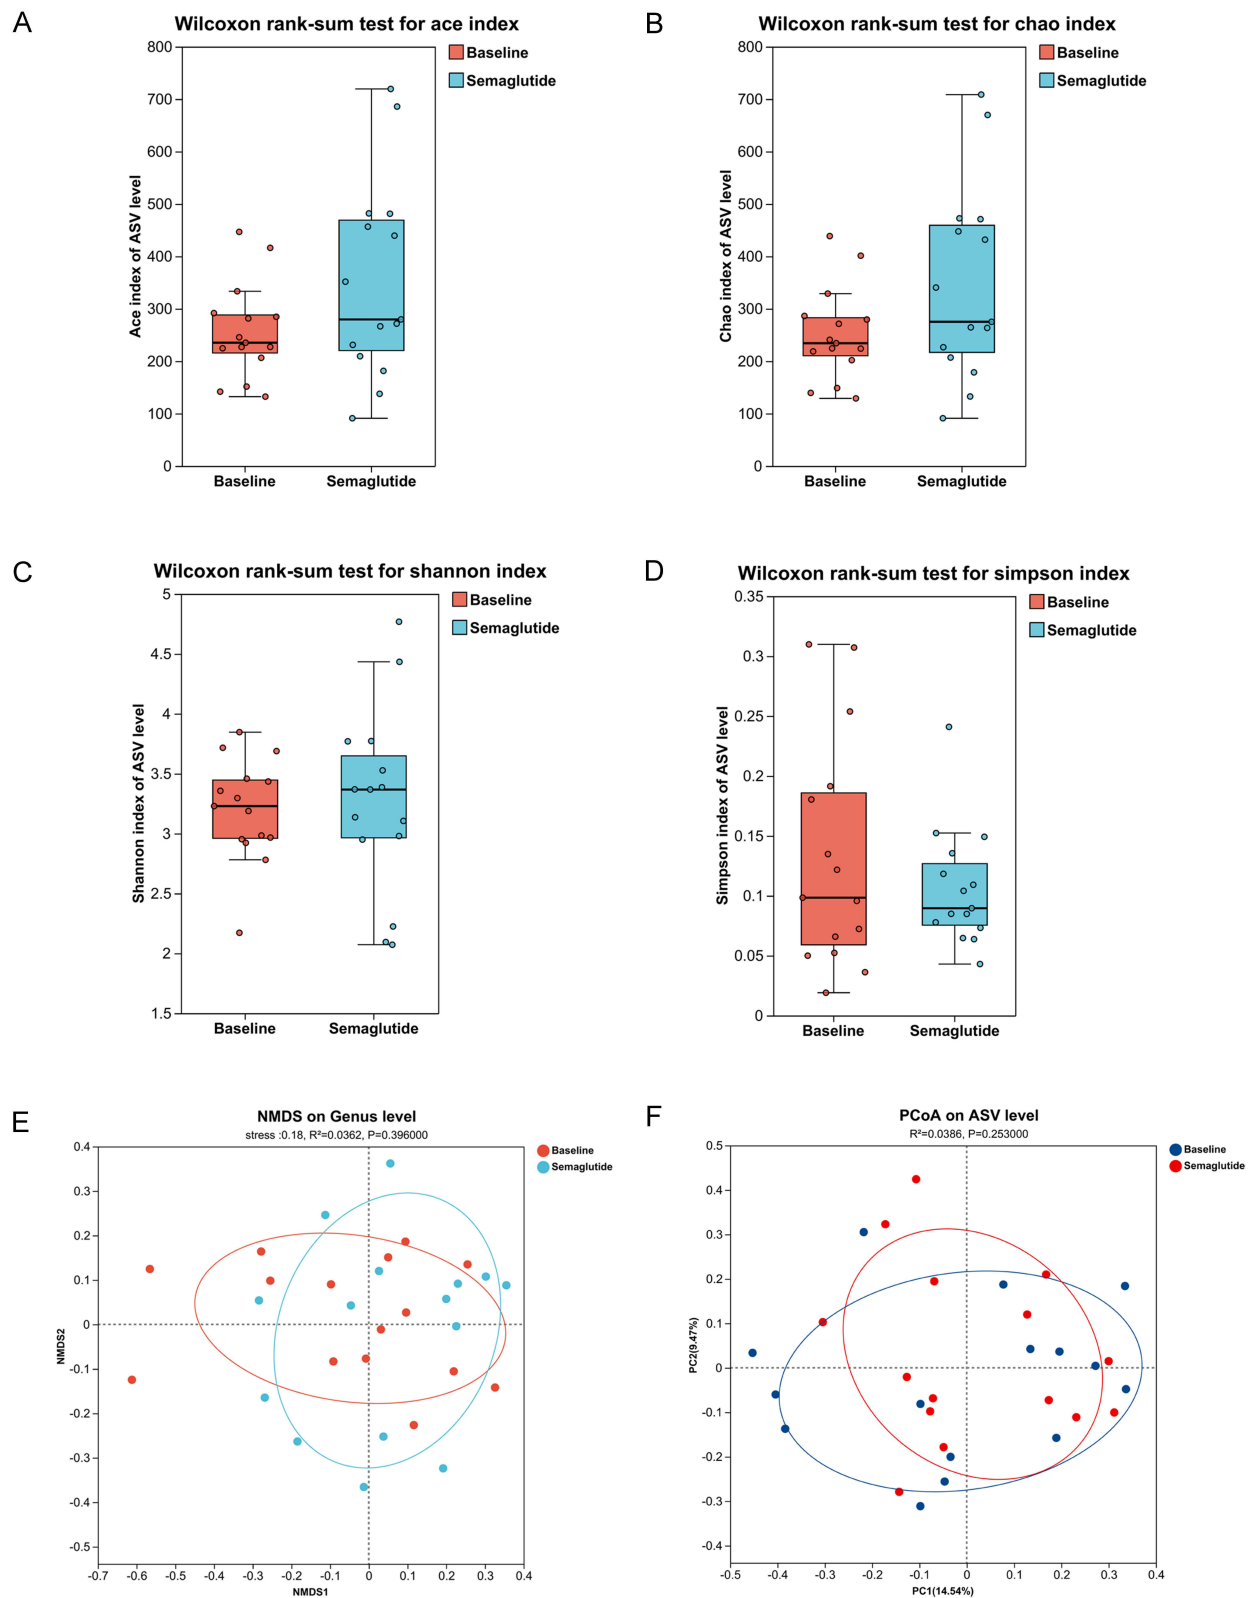 A
Wilcoxon rank-sum test for ace index
Baseline
Semaglutide
Ace index of ASV level
800
700
600
500
400
300
200
100
0
Baseline
Semaglutide
B
Wilcoxon rank-sum test for chao index
Baseline
Semaglutide
Chao index of ASV level
800
700
600
500
400
300
200
100
0
Baseline
Semaglutide
C
Wilcoxon rank-sum test for shannon index
Baseline
Semaglutide
Shannon index of ASV level
5
4.5
4
3.5
3
2.5
2
1.5
Baseline
Semaglutide
D
Wilcoxon rank-sum test for simpson index
Baseline
Semaglutide
Simpson index of ASV level
0.35
0.3
0.25
0.2
0.15
0.1
0.05
0
Baseline
Semaglutide
E
NMDS on Genus level
stress :0.18, R²=0.0362, P=0.396000
Baseline
Semaglutide
NMDS2
0.4
0.3
0.2
0.1
0
-0.1
-0.2
-0.3
-0.4
-0.5
-0.7 -0.6 -0.5 -0.4 -0.3 -0.2 -0.1 0 0.1 0.2 0.3 0.4
NMDS1
F
PCoA on ASV level
R²=0.0386, P=0.253000
Baseline
Semaglutide
PC2(9.47%)
0.5
0.4
0.3
0.2
0.1
0
-0.1
-0.2
-0.3
-0.4
-0.5 -0.4 -0.3 -0.2 -0.1 0 0.1 0.2 0.3 0.4
PC1(14.54%)